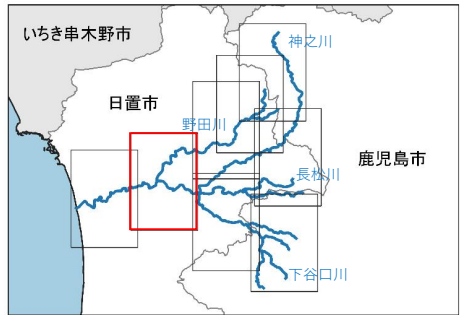 いちき串木野市
神之川
日置市
野田川
鹿児島市
長松川
下谷口川